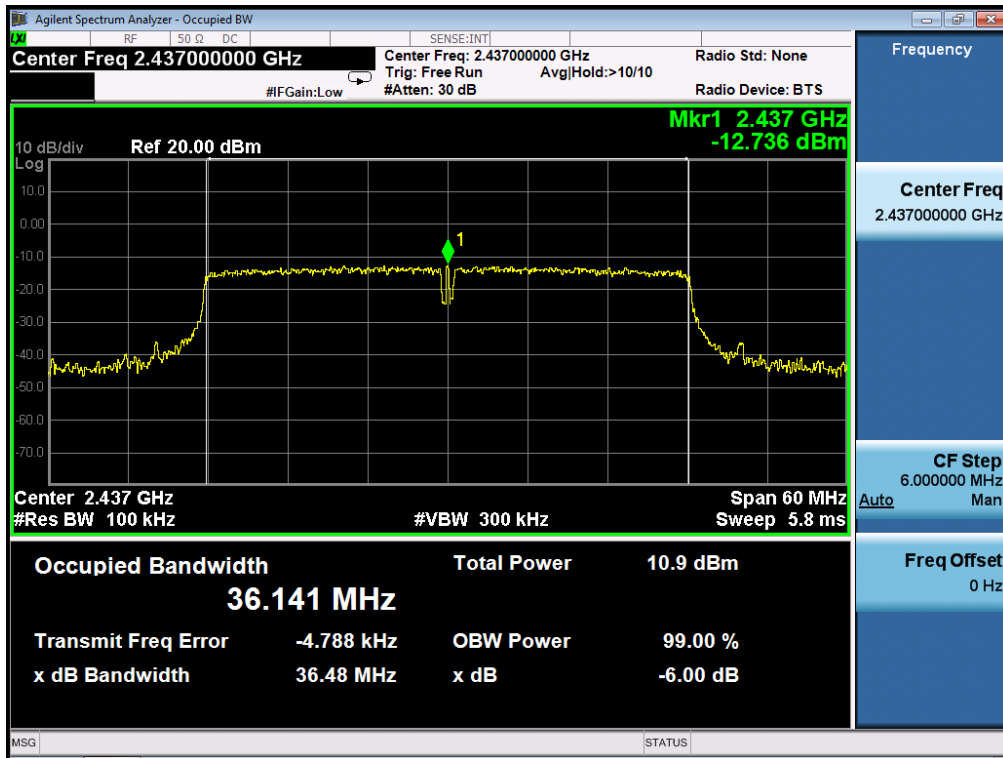 Agilent Spectrum Analyzer - Occupied BW
LXI RF 50 Ω DC SENSE:INT
Center Freq 2.437000000 GHz
#IFGain:Low
Center Freq: 2.437000000 GHz
Trig: Free Run Avg|Hold:>10/10
#Atten: 30 dB
Radio Std: None
Radio Device: BTS
Mkr1 2.437 GHz
-12.736 dBm
10 dB/div Ref 20.00 dBm
Log
10.0
0.00
-10.0
-20.0
-30.0
-40.0
-50.0
-60.0
-70.0
1
Center 2.437 GHz Span 60 MHz
#Res BW 100 kHz #VBW 300 kHz Sweep 5.8 ms
Occupied Bandwidth Total Power 10.9 dBm
36.141 MHz
Transmit Freq Error -4.788 kHz OBW Power 99.00 %
x dB Bandwidth 36.48 MHz x dB -6.00 dB
MSG STATUS
Frequency
Center Freq
2.437000000 GHz
CF Step
6.000000 MHz
Auto Man
Freq Offset
0 Hz